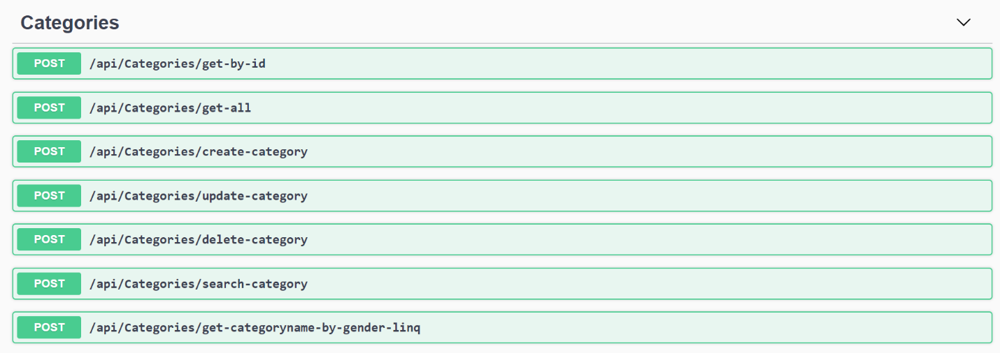 Categories
POST /api/Categories/get-by-id
POST /api/Categories/get-all
POST /api/Categories/create-category
POST /api/Categories/update-category
POST /api/Categories/delete-category
POST /api/Categories/search-category
POST /api/Categories/get-categoryname-by-gender-linq